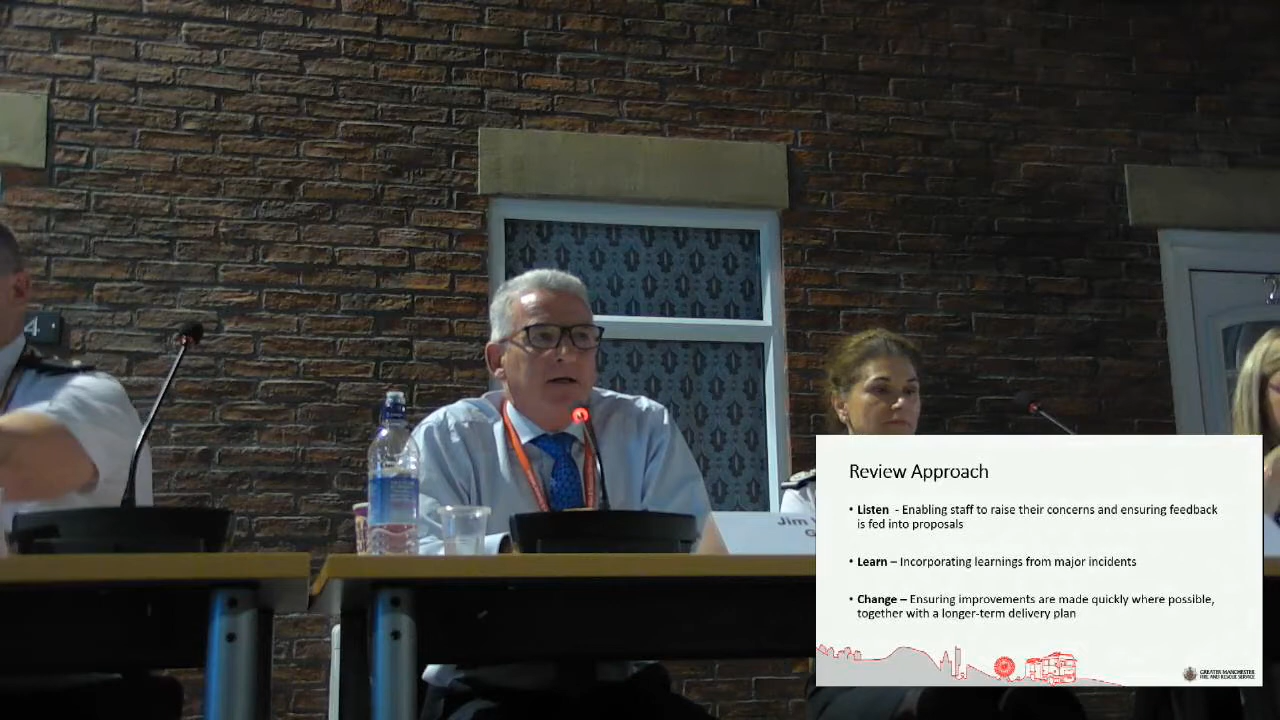 4
Jim
Review Approach
• Listen - Enabling staff to raise their concerns and ensuring feedback
is fed into proposals
• Learn – Incorporating learnings from major incidents
• Change – Ensuring improvements are made quickly where possible,
together with a longer-term delivery plan
GREATER MANCHESTER
FIRE AND RESCUE SERVICE